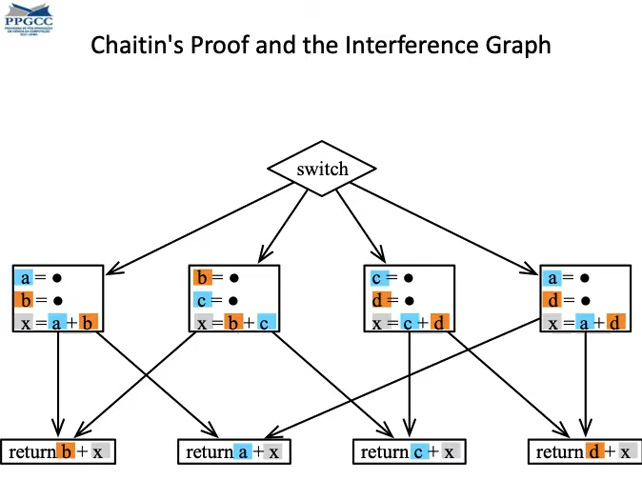 PPGCC
Chaitin's Proof and the Interference Graph
switch
a = ●
b = ●
x = a + b
b = ●
c = ●
x = b + c
c = ●
d = ●
x = c + d
a = ●
d = ●
x = a + d
return b + x
return a + x
return c + x
return d + x